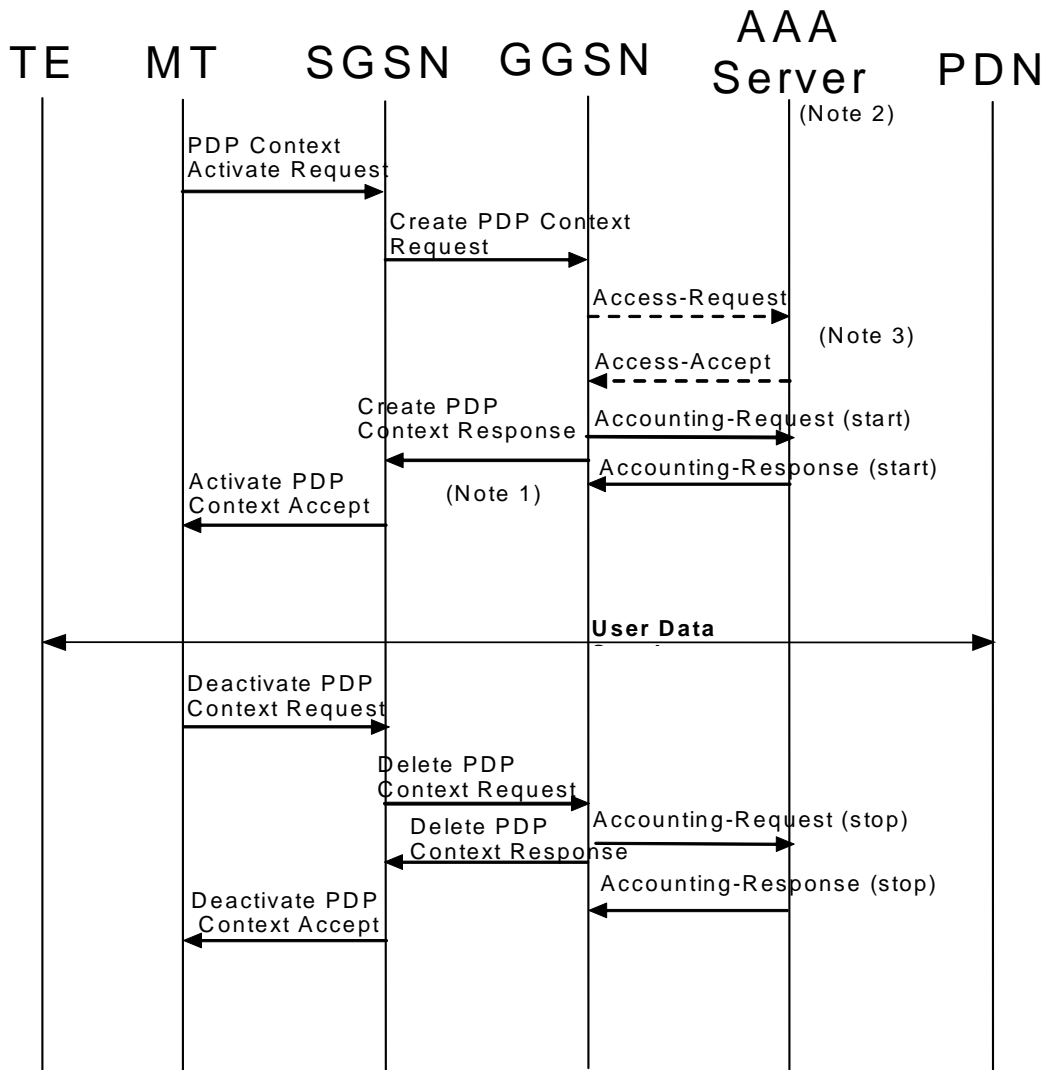 TE
MT
SGSN
GGSN
AAA
Server
PDN
(Note 2)
PDP Context
Activate Request
Create PDP Context
Request
Access-Request
(Note 3)
Access-Accept
Create PDP
Context Response
Accounting-Request (start)
Accounting-Response (start)
(Note 1)
Activate PDP
Context Accept
User Data
Deactivate PDP
Context Request
Delete PDP
Context Request
Accounting-Request (stop)
Delete PDP
Context Response
Accounting-Response (stop)
Deactivate PDP
Context Accept